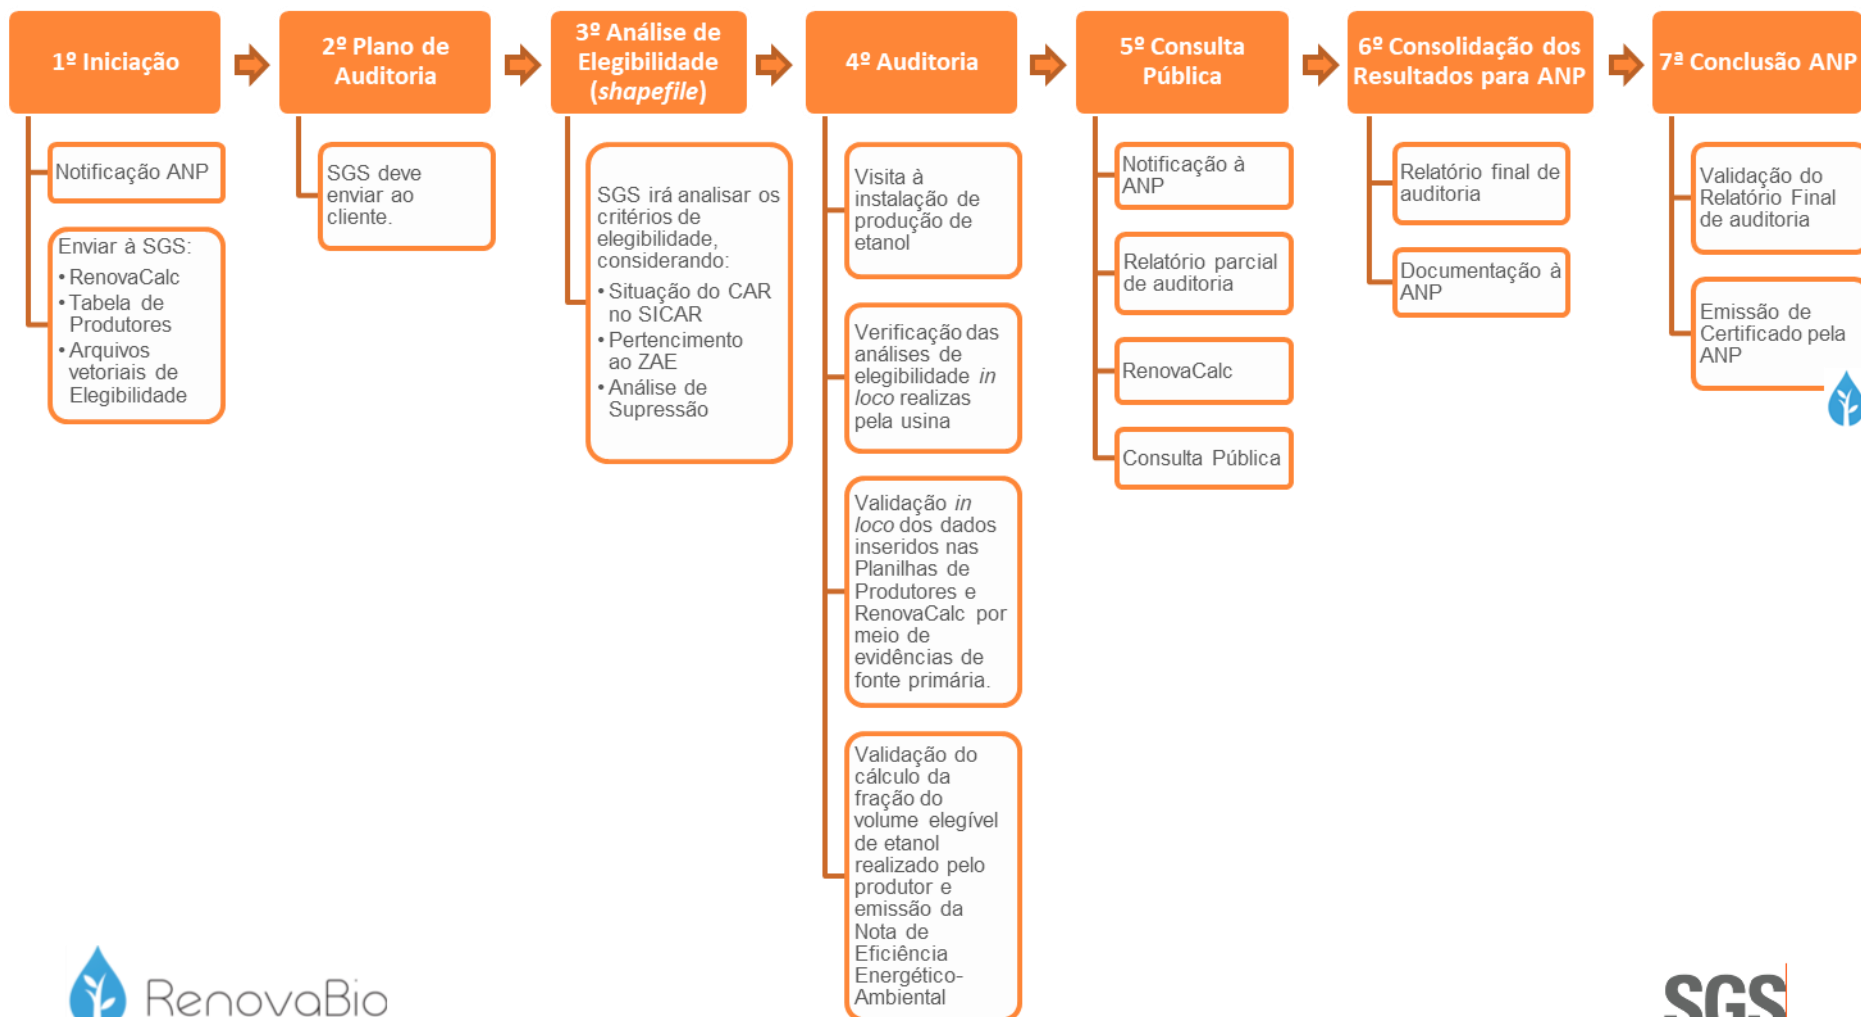 1º Iniciação
Notificação ANP
Enviar à SGS:
• RenovaCalc
• Tabela de
Produtores
• Arquivos
vetoriais de
Elegibilidade
2º Plano de
Auditoria
SGS deve
enviar ao
cliente.
3º Análise de
Elegibilidade
(shapefile)
SGS irá analisar os
critérios de
elegibilidade,
considerando:
• Situação do CAR
no SICAR
• Pertencimento
ao ZAE
• Análise de
Supressão
4º Auditoria
Visita à
instalação de
produção de
etanol
Verificação das
análises de
elegibilidade in
loco realizas
pela usina
Validação in
loco dos dados
inseridos nas
Planilhas de
Produtores e
RenovaCalc por
meio de
evidências de
fonte primária.
Validação do
cálculo da
fração do
volume elegível
de etanol
realizado pelo
produtor e
emissão da
Nota de
Eficiência
Energético-
Ambiental
5º Consulta
Pública
Notificação à
ANP
Relatório parcial
de auditoria
RenovaCalc
Consulta Pública
6º Consolidação dos
Resultados para ANP
Relatório final de
auditoria
Documentação à
ANP
7ª Conclusão ANP
Validação do
Relatório Final
de auditoria
Emissão de
Certificado pela
ANP
RenovaBio
SGS